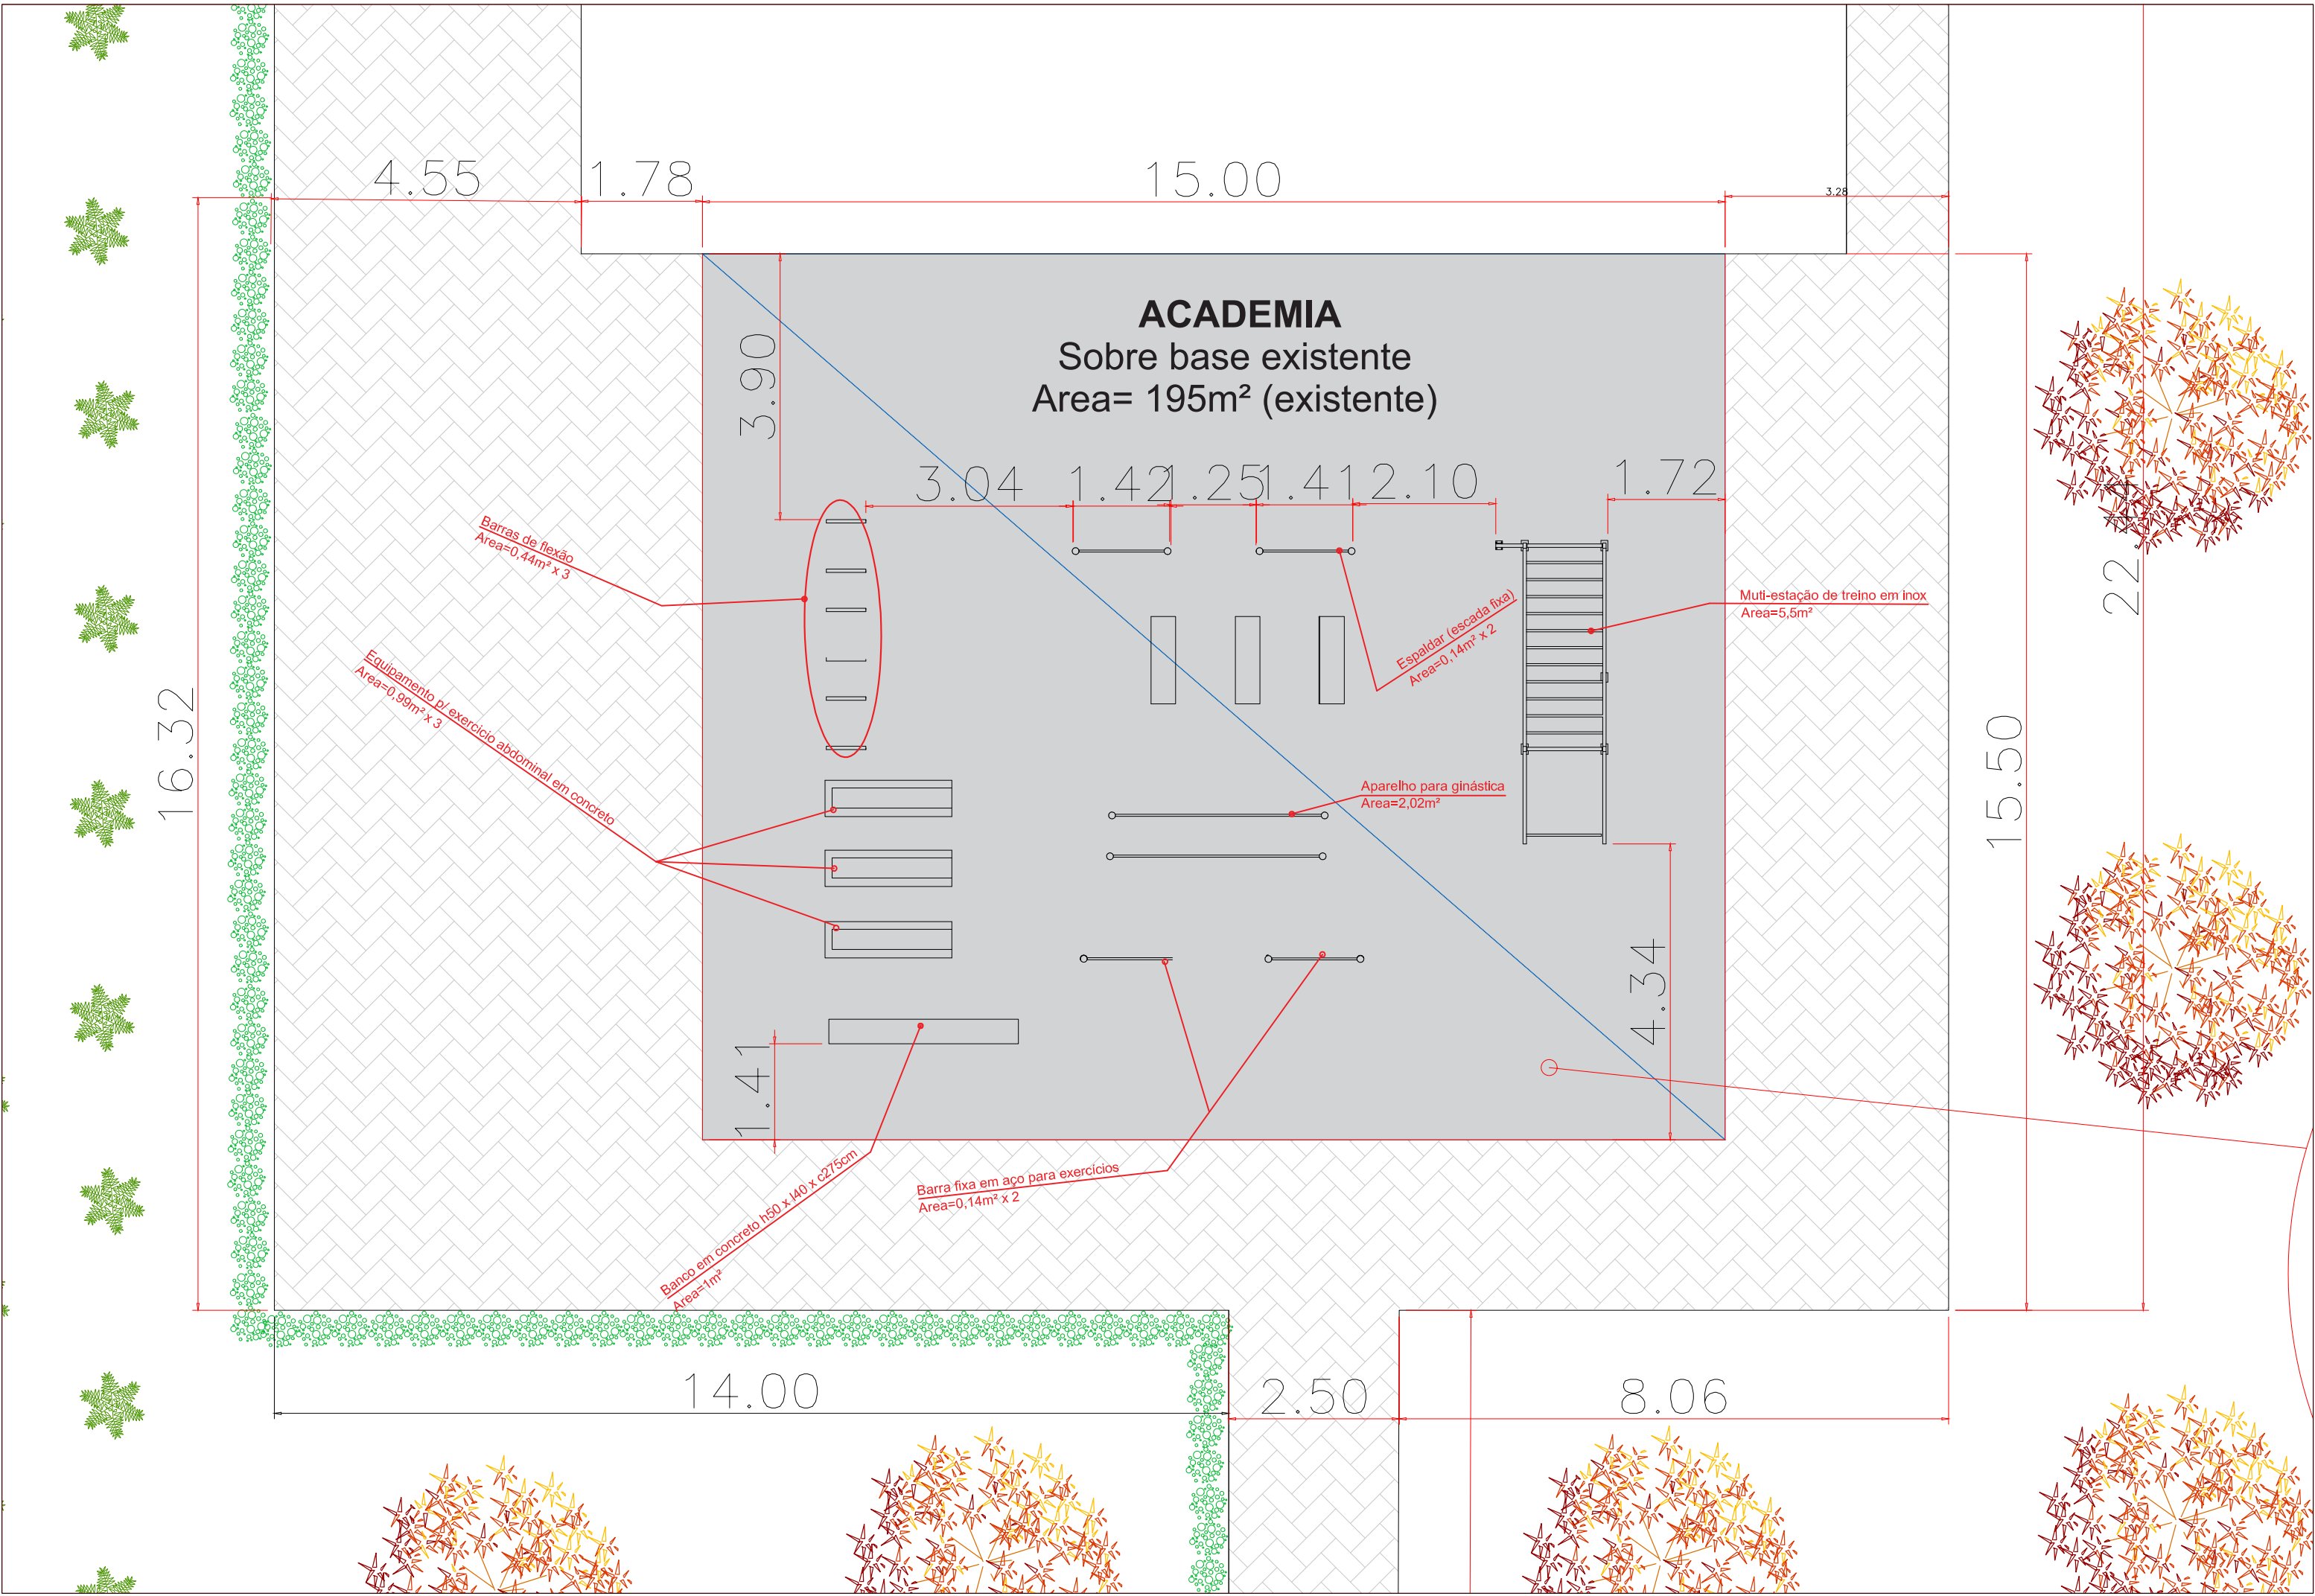 4.55
1.78
15.00
3.28
ACADEMIA
Sobre base existente
Area= 195m² (existente)
3.90
3.04
1.42
1.25
1.41
2.10
1.72
Barras de flexão
Area=0,44m² x 3
Espaldar (escada fixa)
Area=0,14m² x 2
Muti-estação de treino em inox
Area=5,5m²
Equipamento p/ exercicio abdominal em concreto
Area=0,99m² x 3
16.32
15.50
Aparelho para ginástica
Area=2,02m²
4.34
1.41
Banco em concreto h50 x l40 x c275cm
Area=1m²
Barra fixa em aço para exercícios
Area=0,14m² x 2
14.00
2.50
8.06